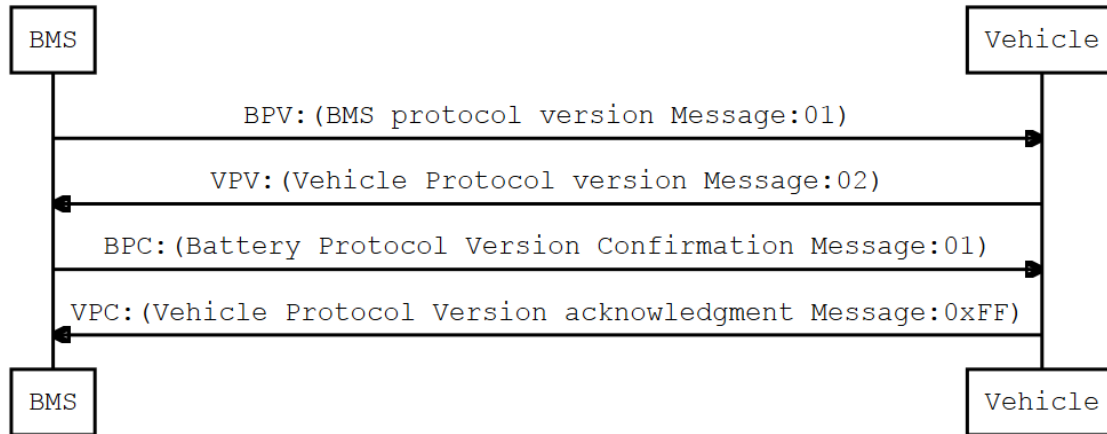 BMS
Vehicle
BPV:(BMS protocol version Message:01)
VPV:(Vehicle Protocol version Message:02)
BPC:(Battery Protocol Version Confirmation Message:01)
VPC:(Vehicle Protocol Version acknowledgment Message:0xFF)
BMS
Vehicle